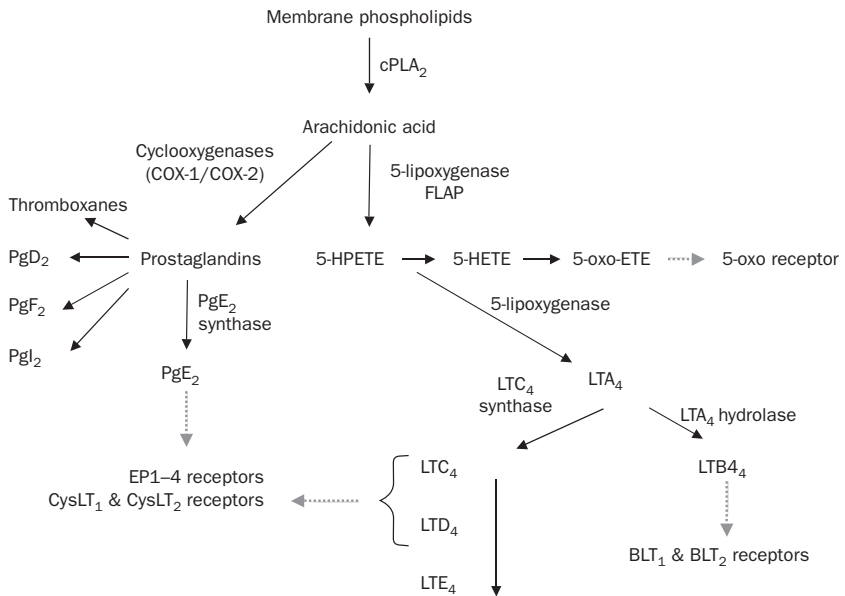 Membrane phospholipids
cPLA₂
Arachidonic acid
Cyclooxygenases
(COX-1/COX-2)
5-lipoxygenase
FLAP
Thromboxanes
PgD₂
Prostaglandins
5-HPETE
5-HETE
5-oxo-ETE
5-oxo receptor
PgF₂
PgE₂
synthase
5-lipoxygenase
PgI₂
PgE₂
LTC₄
synthase
LTA₄
LTA₄ hydrolase
EP1–4 receptors
CysLT₁ & CysLT₂ receptors
LTC₄
LTD₄
LTE₄
LTB4₄
BLT₁ & BLT₂ receptors